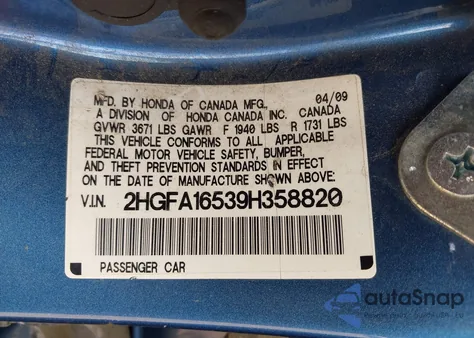 MFD. BY HONDA OF CANADA MFG., 04/09
A DIVISION OF HONDA CANADA INC. CANADA
GVWR 3671 LBS GAWR F 1940 LBS R 1731 LBS
THIS VEHICLE CONFORMS TO ALL APPLICABLE
FEDERAL MOTOR VEHICLE SAFETY, BUMPER,
AND THEFT PREVENTION STANDARDS IN EFFECT
ON THE DATE OF MANUFACTURE SHOWN ABOVE:
V.I.N. 2HGFA16539H358820
PASSENGER CAR
autoSnap